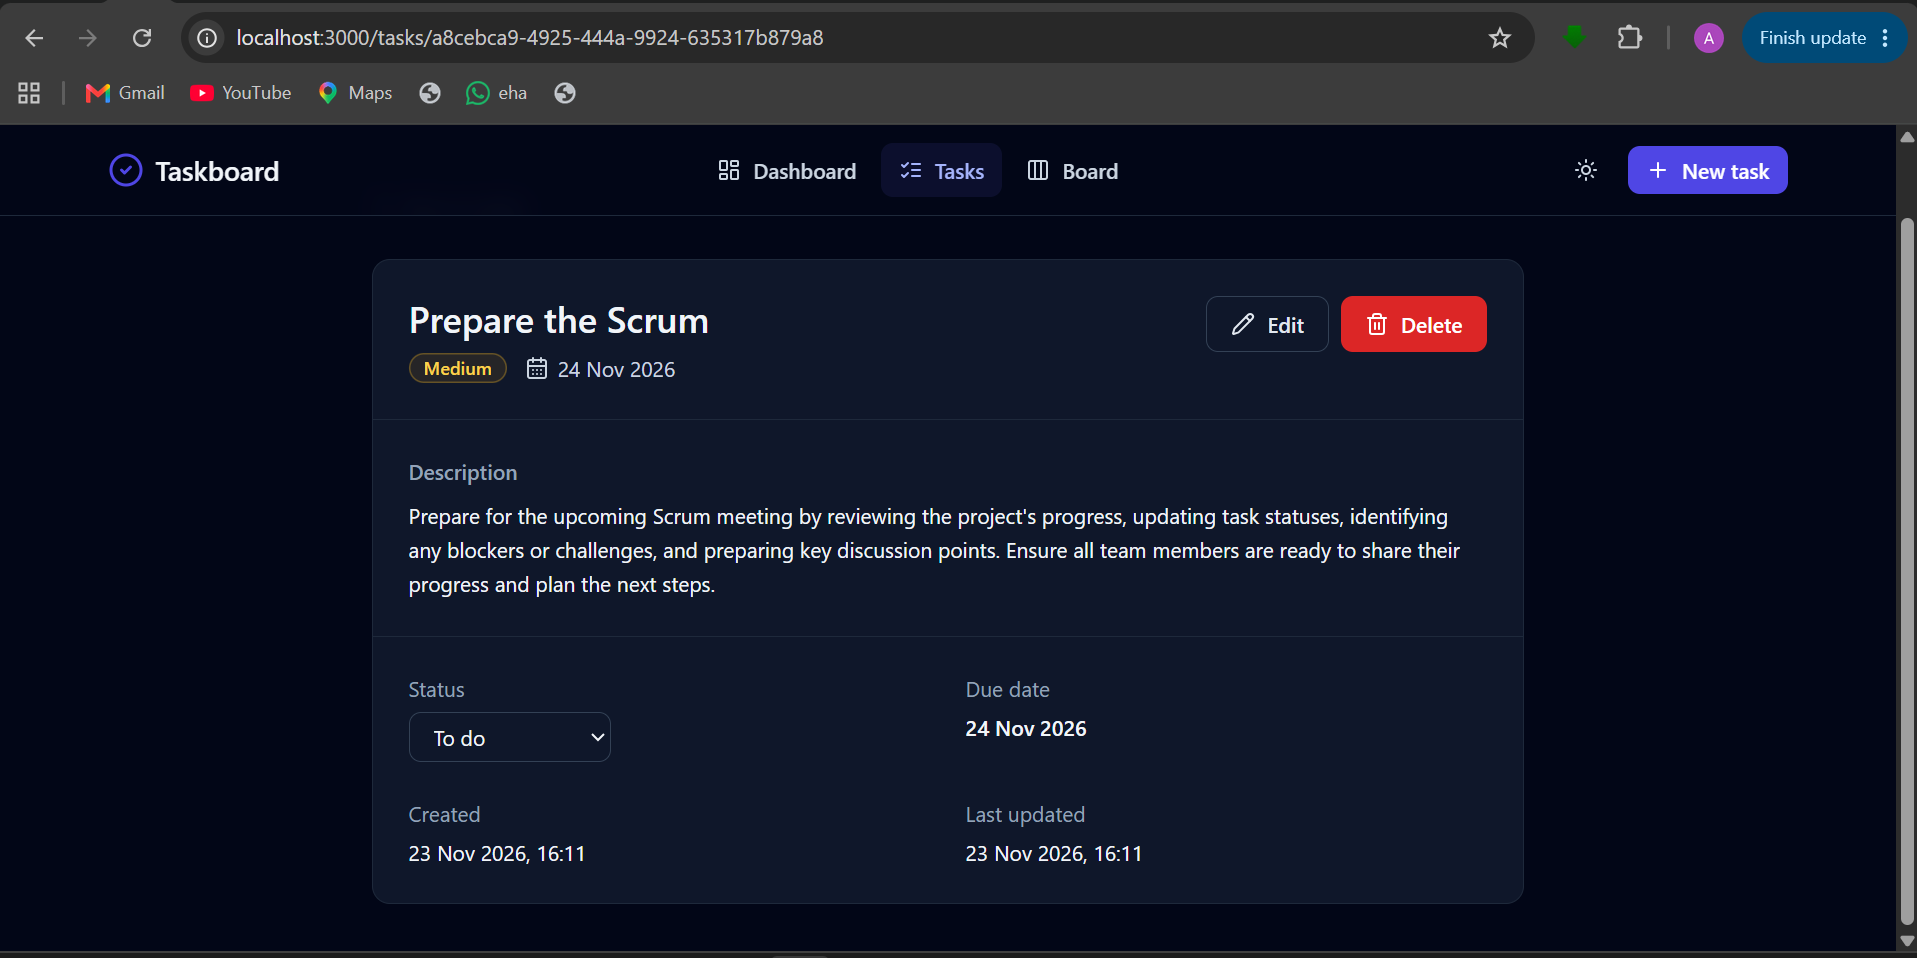 localhost:3000/tasks/a8cebca9-4925-444a-9924-635317b879a8
A
Finish update
Gmail
YouTube
Maps
eha
Taskboard
Dashboard
Tasks
Board
New task
Prepare the Scrum
Edit
Delete
Medium
24 Nov 2026
Description
Prepare for the upcoming Scrum meeting by reviewing the project's progress, updating task statuses, identifying
any blockers or challenges, and preparing key discussion points. Ensure all team members are ready to share their
progress and plan the next steps.
Status
Due date
To do
24 Nov 2026
Created
Last updated
23 Nov 2026, 16:11
23 Nov 2026, 16:11